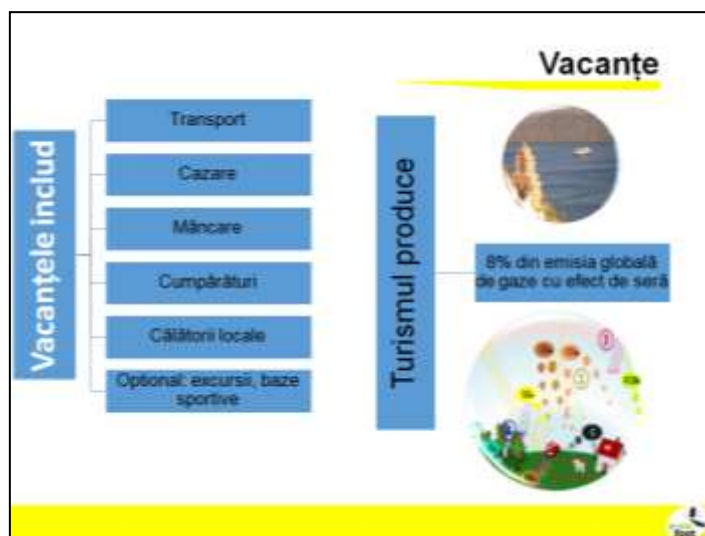 Vacanțe
Vacanțele includ
Transport
Cazare
Mâncare
Cumpărături
Călătorii locale
Optional: excursii, baze
sportive
Turismul produce
8% din emisia globală
de gaze cu efect de seră